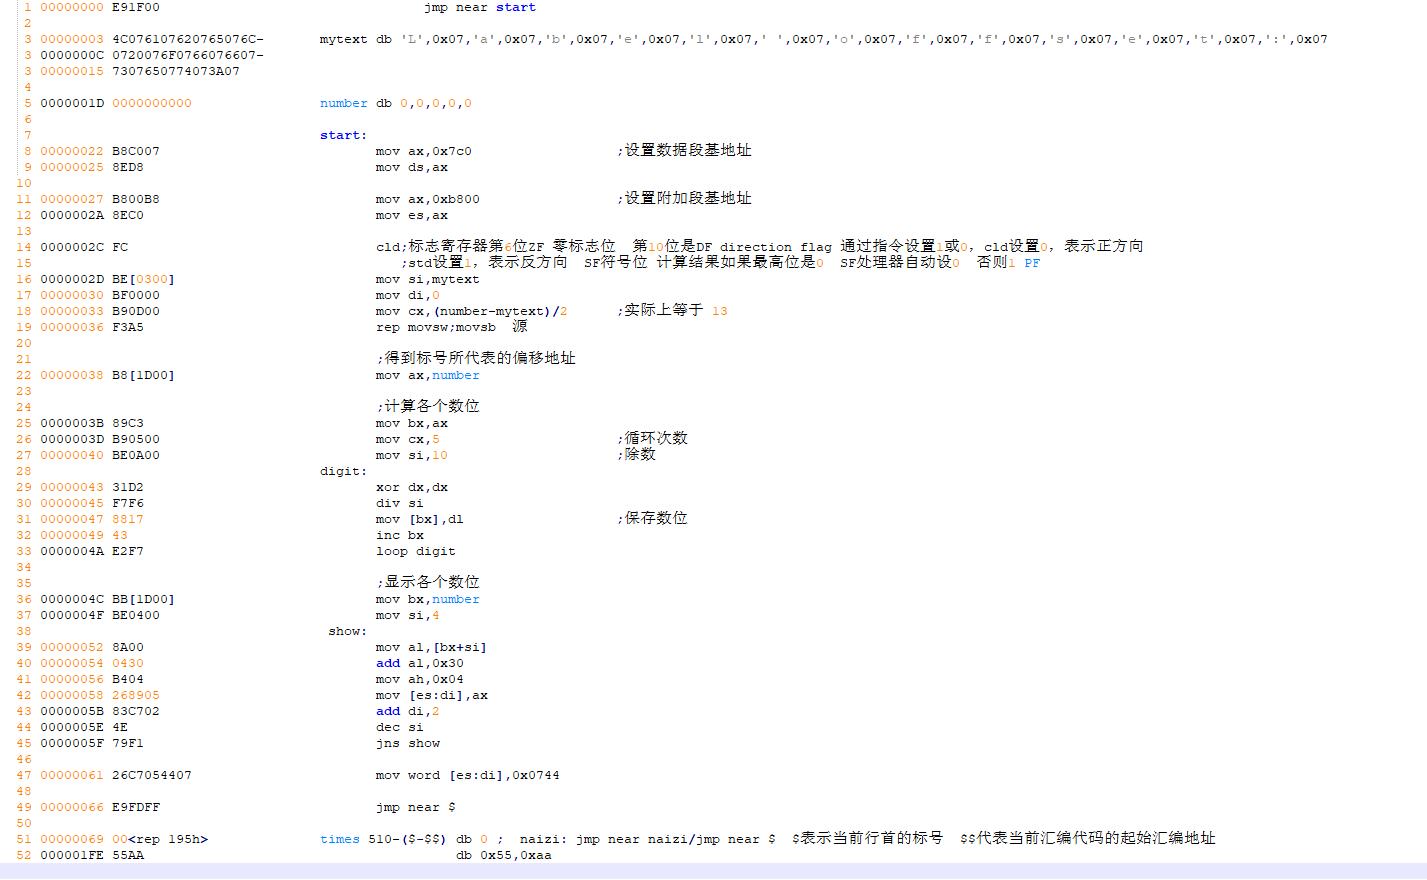 1 00000000 E91F00 jmp near start
2
3 00000003 4C076107620765076C- mytext db 'L',0x07,'a',0x07,'b',0x07,'e',0x07,'l',0x07,' ',0x07,'o',0x07,'f',0x07,'f',0x07,'s',0x07,'e',0x07,'t',0x07,':',0x07
3 0000000C 0720076F0766076607-
3 00000015 7307650774073A07
4
5 0000001D 0000000000 number db 0,0,0,0,0
6
7 start:
8 00000022 B8C007 mov ax,0x7c0 ;设置数据段基地址
9 00000025 8ED8 mov ds,ax
10
11 00000027 B800B8 mov ax,0xb800 ;设置附加段基地址
12 0000002A 8EC0 mov es,ax
13
14 0000002C FC cld;标志寄存器第6位ZF 零标志位 第10位是DF direction flag 通过指令设置1或0，cld设置0，表示正方向
15 ;std设置1，表示反方向 SF符号位 计算结果如果最高位是0 SF处理器自动设0 否则1 PF
16 0000002D BE[0300] mov si,mytext
17 00000030 BF0000 mov di,0
18 00000033 B90D00 mov cx,(number-mytext)/2 ;实际上等于 13
19 00000036 F3A5 rep movsw;movsb 源
20
21 ;得到标号所代表的偏移地址
22 00000038 B8[1D00] mov ax,number
23
24 ;计算各个数位
25 0000003B 89C3 mov bx,ax
26 0000003D B90500 mov cx,5 ;循环次数
27 00000040 BE0A00 mov si,10 ;除数
28 digit:
29 00000043 31D2 xor dx,dx
30 00000045 F7F6 div si
31 00000047 8817 mov [bx],dl ;保存数位
32 00000049 43 inc bx
33 0000004A E2F7 loop digit
34
35 ;显示各个数位
36 0000004C BB[1D00] mov bx,number
37 0000004F BE0400 mov si,4
38 show:
39 00000052 8A00 mov al,[bx+si]
40 00000054 0430 add al,0x30
41 00000056 B404 mov ah,0x04
42 00000058 268905 mov [es:di],ax
43 0000005B 83C702 add di,2
44 0000005E 4E dec si
45 0000005F 79F1 jns show
46
47 00000061 26C7054407 mov word [es:di],0x0744
48
49 00000066 E9FDFF jmp near $
50
51 00000069 00<rep 195h> times 510-($-$$) db 0 ; naizi: jmp near naizi/jmp near $ $表示当前行首的标号 $$代表当前汇编代码的起始汇编地址
52 000001FE 55AA db 0x55,0xaa